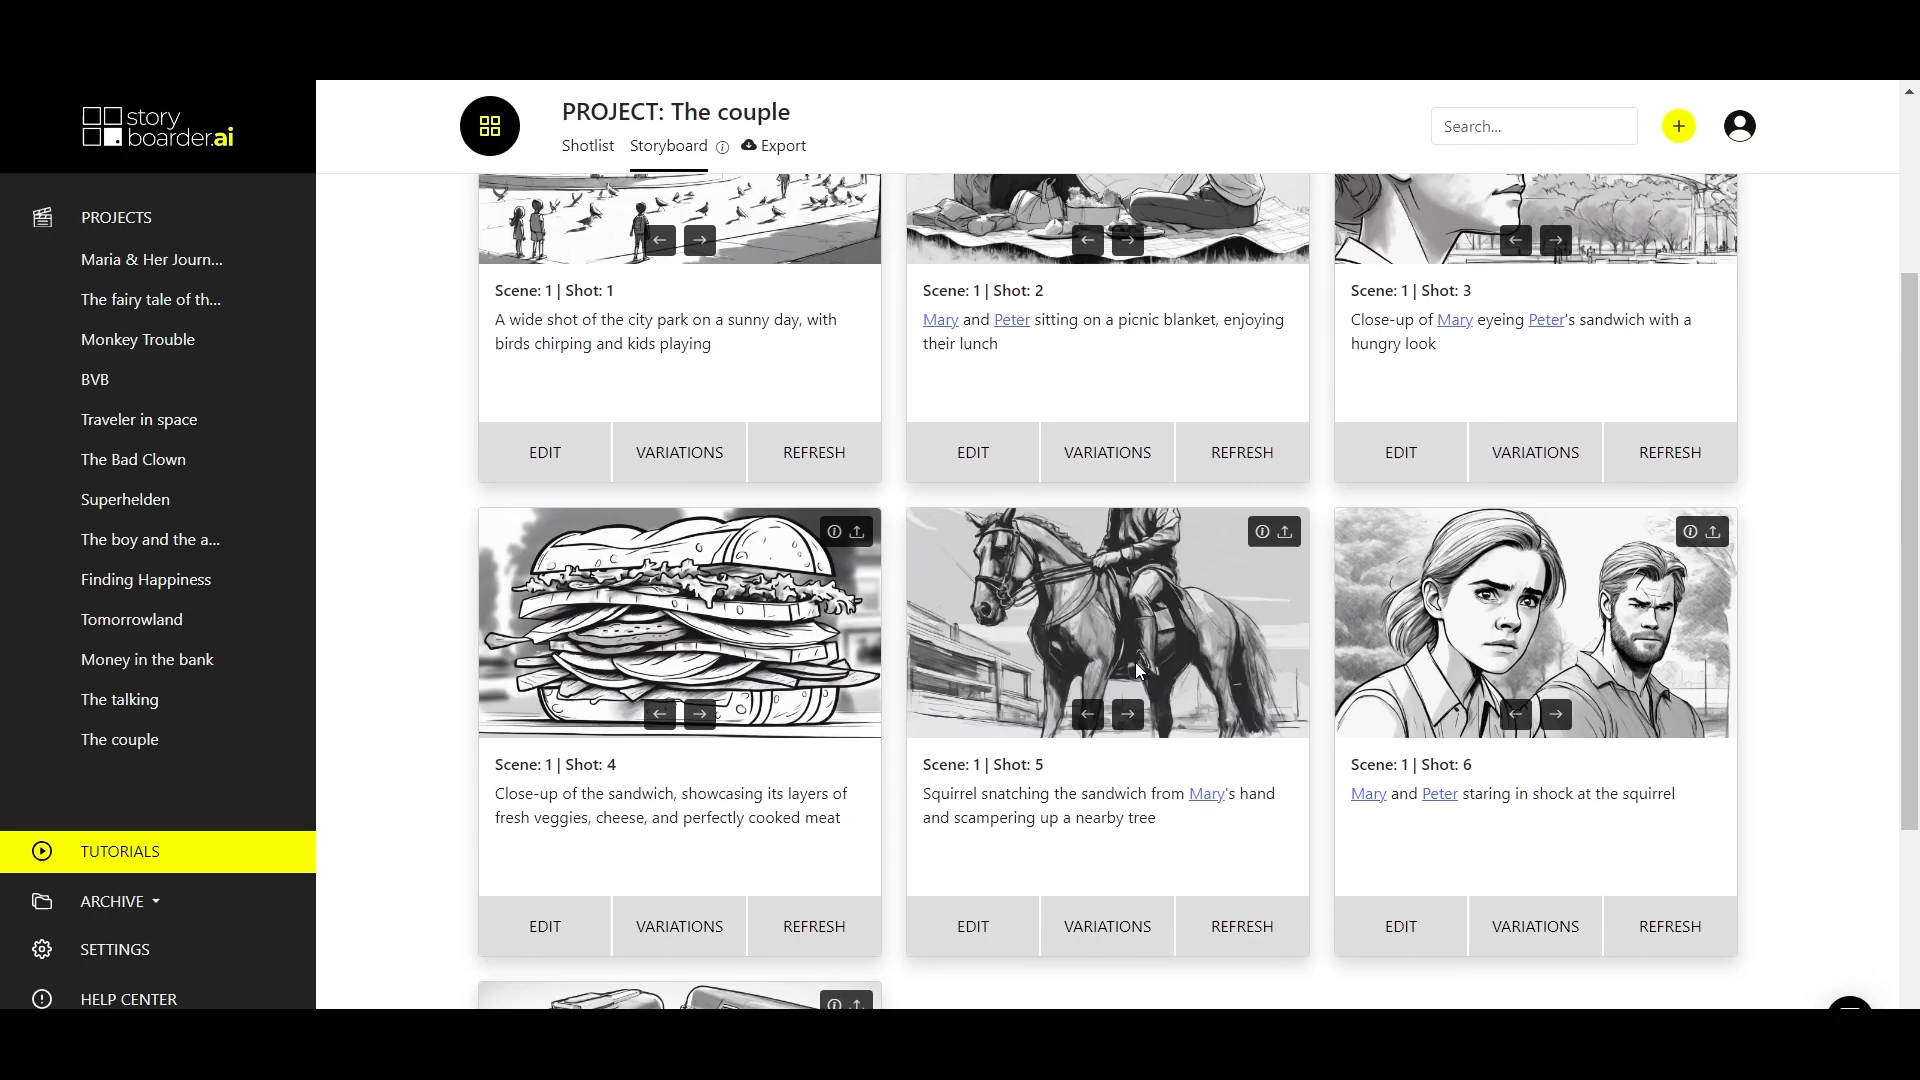 story
boarder.ai
PROJECT: The couple
Shotlist Storyboard Export
Search...
PROJECTS
Maria & Her Journ...
The fairy tale of th...
Monkey Trouble
BVB
Traveler in space
The Bad Clown
Superhelden
The boy and the a...
Finding Happiness
Tomorrowland
Money in the bank
The talking
The couple
TUTORIALS
ARCHIVE
SETTINGS
HELP CENTER
Scene: 1 | Shot: 1
A wide shot of the city park on a sunny day, with
birds chirping and kids playing
EDIT VARIATIONS REFRESH
Scene: 1 | Shot: 2
Mary and Peter sitting on a picnic blanket, enjoying
their lunch
EDIT VARIATIONS REFRESH
Scene: 1 | Shot: 3
Close-up of Mary eyeing Peter's sandwich with a
hungry look
EDIT VARIATIONS REFRESH
Scene: 1 | Shot: 4
Close-up of the sandwich, showcasing its layers of
fresh veggies, cheese, and perfectly cooked meat
EDIT VARIATIONS REFRESH
Scene: 1 | Shot: 5
Squirrel snatching the sandwich from Mary's hand
and scampering up a nearby tree
EDIT VARIATIONS REFRESH
Scene: 1 | Shot: 6
Mary and Peter staring in shock at the squirrel
EDIT VARIATIONS REFRESH